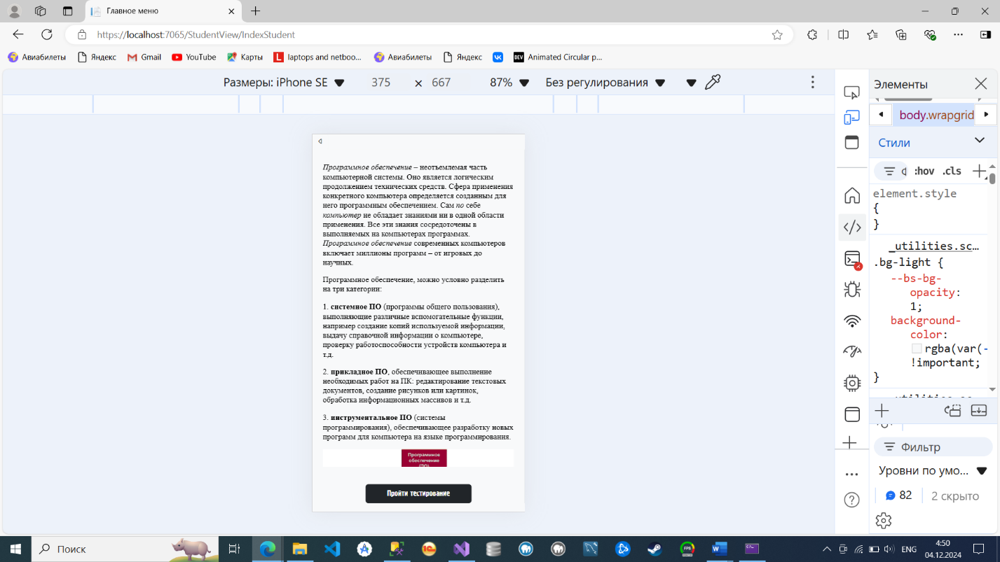 Главное меню
https://localhost:7065/StudentView/IndexStudent
Авиабилеты Яндекс Gmail YouTube Карты laptops and netboo... Авиабилеты Яндекс Animated Circular p...
Размеры: iPhone SE 375 × 667 87% Без регулирования
Программное обеспечение – неотъемлемая часть
компьютерной системы. Оно является логическим
продолжением технических средств. Сфера применения
конкретного компьютера определяется созданным для
него программным обеспечением. Сам по себе
компьютер не обладает знаниями ни в одной области
применения. Все эти знания сосредоточены в
выполняемых на компьютерах программах.
Программное обеспечение современных компьютеров
включает миллионы программ – от игровых до
научных.
Программное обеспечение, можно условно разделить
на три категории:
1. системное ПО (программы общего пользования),
выполняющие различные вспомогательные функции,
например создание копий используемой информации,
выдачу справочной информации о компьютере,
проверку работоспособности устройств компьютера и
т.д.
2. прикладное ПО, обеспечивающее выполнение
необходимых работ на ПК: редактирование текстовых
документов, создание рисунков или картинок,
обработка информационных массивов и т.д.
3. инструментальное ПО (системы
программирования), обеспечивающее разработку новых
программ для компьютера на языке программирования.
Программное
обеспечение
(ПО)
Пройти тестирование
Элементы
body.wrapgrid
Стили
:hov .cls
element.style
{
}
_utilities.sc…
.bg-light {
--bs-bg-
opacity:
1;
background-
color:
rgba(var(-
!important;
}
Фильтр
Уровни по умо...
82 2 скрыто
Поиск
ENG
4:50
04.12.2024